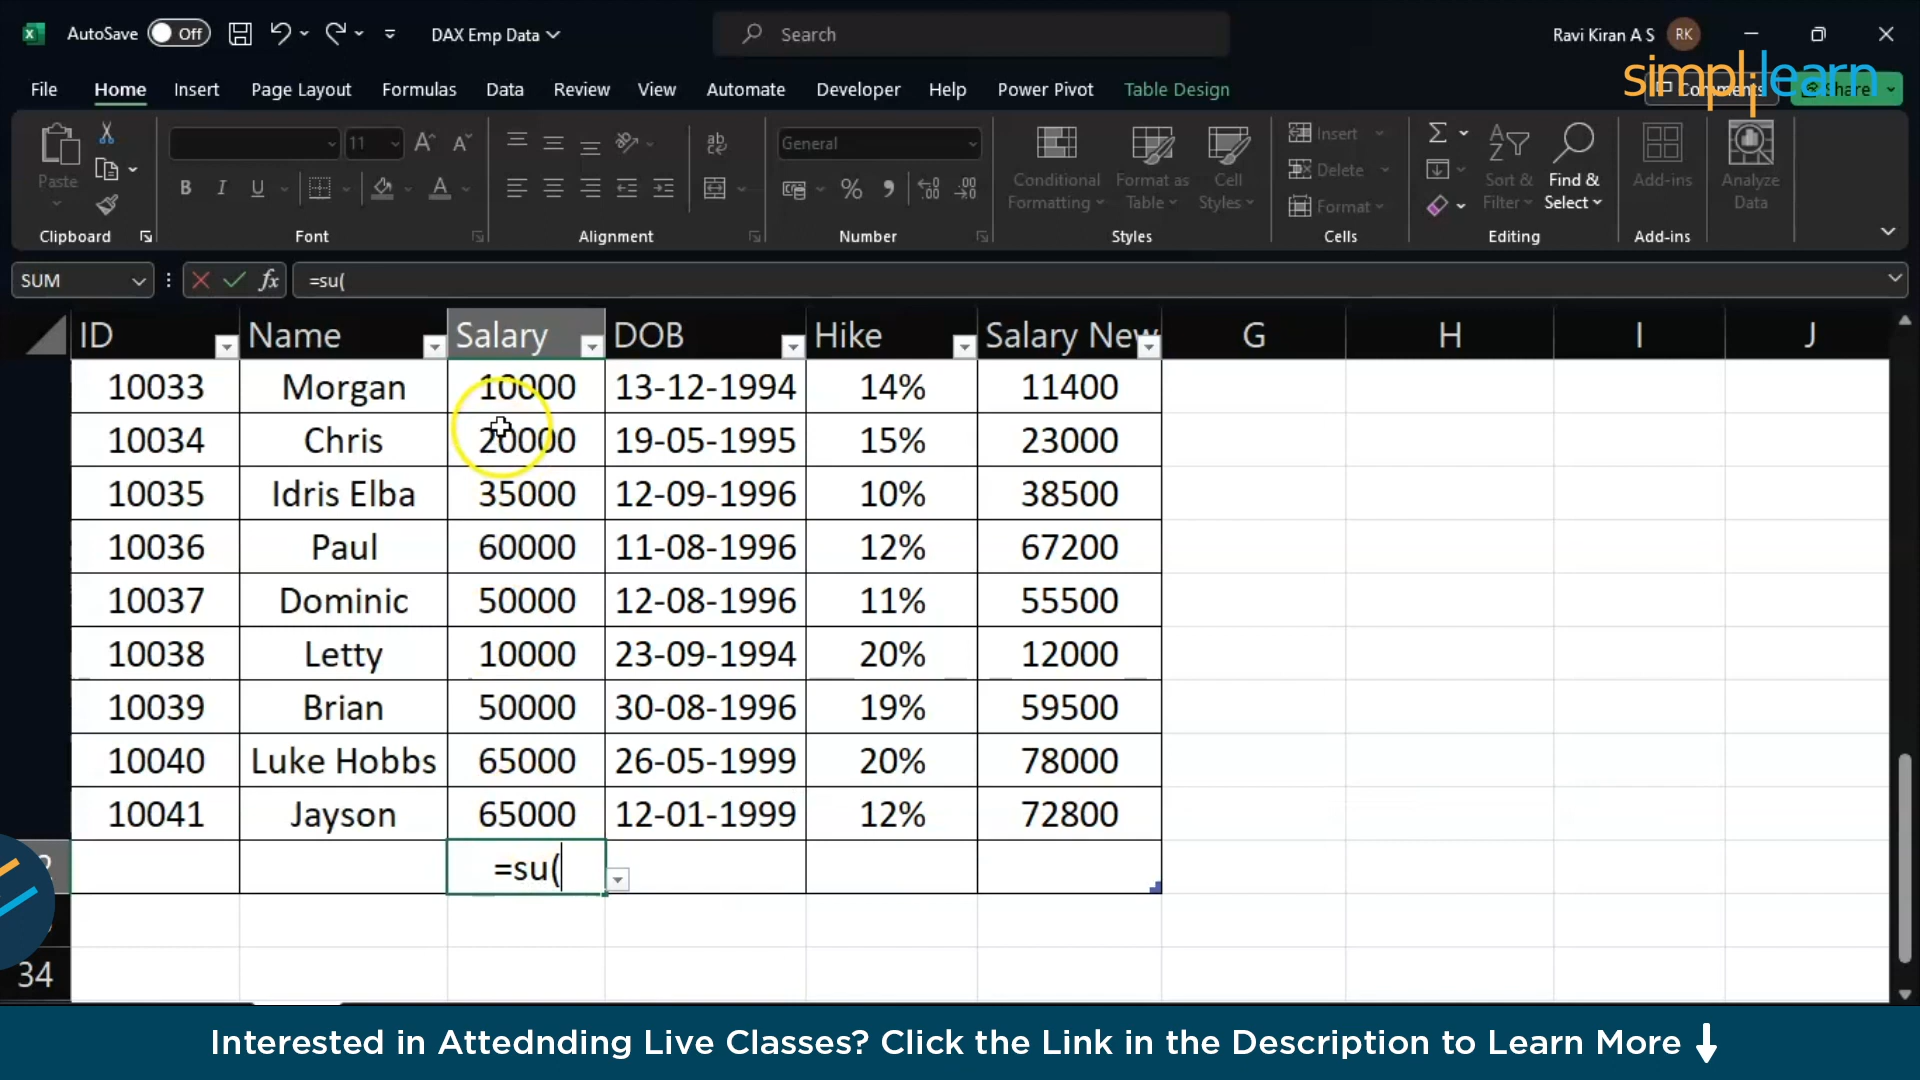 AutoSave Off DAX Emp Data Search Ravi Kiran A S RK
simplilearn
File Home Insert Page Layout Formulas Data Review View Automate Developer Help Power Pivot Table Design Comments Share
Paste 11 B I U ab General % Conditional Formatting Format as Table Cell Styles Insert Delete Format Sort & Filter Find & Select Add-ins Analyze Data
Clipboard Font Alignment Number Styles Cells Editing Add-ins
SUM fx =su(
ID Name Salary DOB Hike Salary New G H I J
10033 Morgan 10000 13-12-1994 14% 11400
10034 Chris 20000 19-05-1995 15% 23000
10035 Idris Elba 35000 12-09-1996 10% 38500
10036 Paul 60000 11-08-1996 12% 67200
10037 Dominic 50000 12-08-1996 11% 55500
10038 Letty 10000 23-09-1994 20% 12000
10039 Brian 50000 30-08-1996 19% 59500
10040 Luke Hobbs 65000 26-05-1999 20% 78000
10041 Jayson 65000 12-01-1999 12% 72800
=su(
34
Interested in Attednding Live Classes? Click the Link in the Description to Learn More